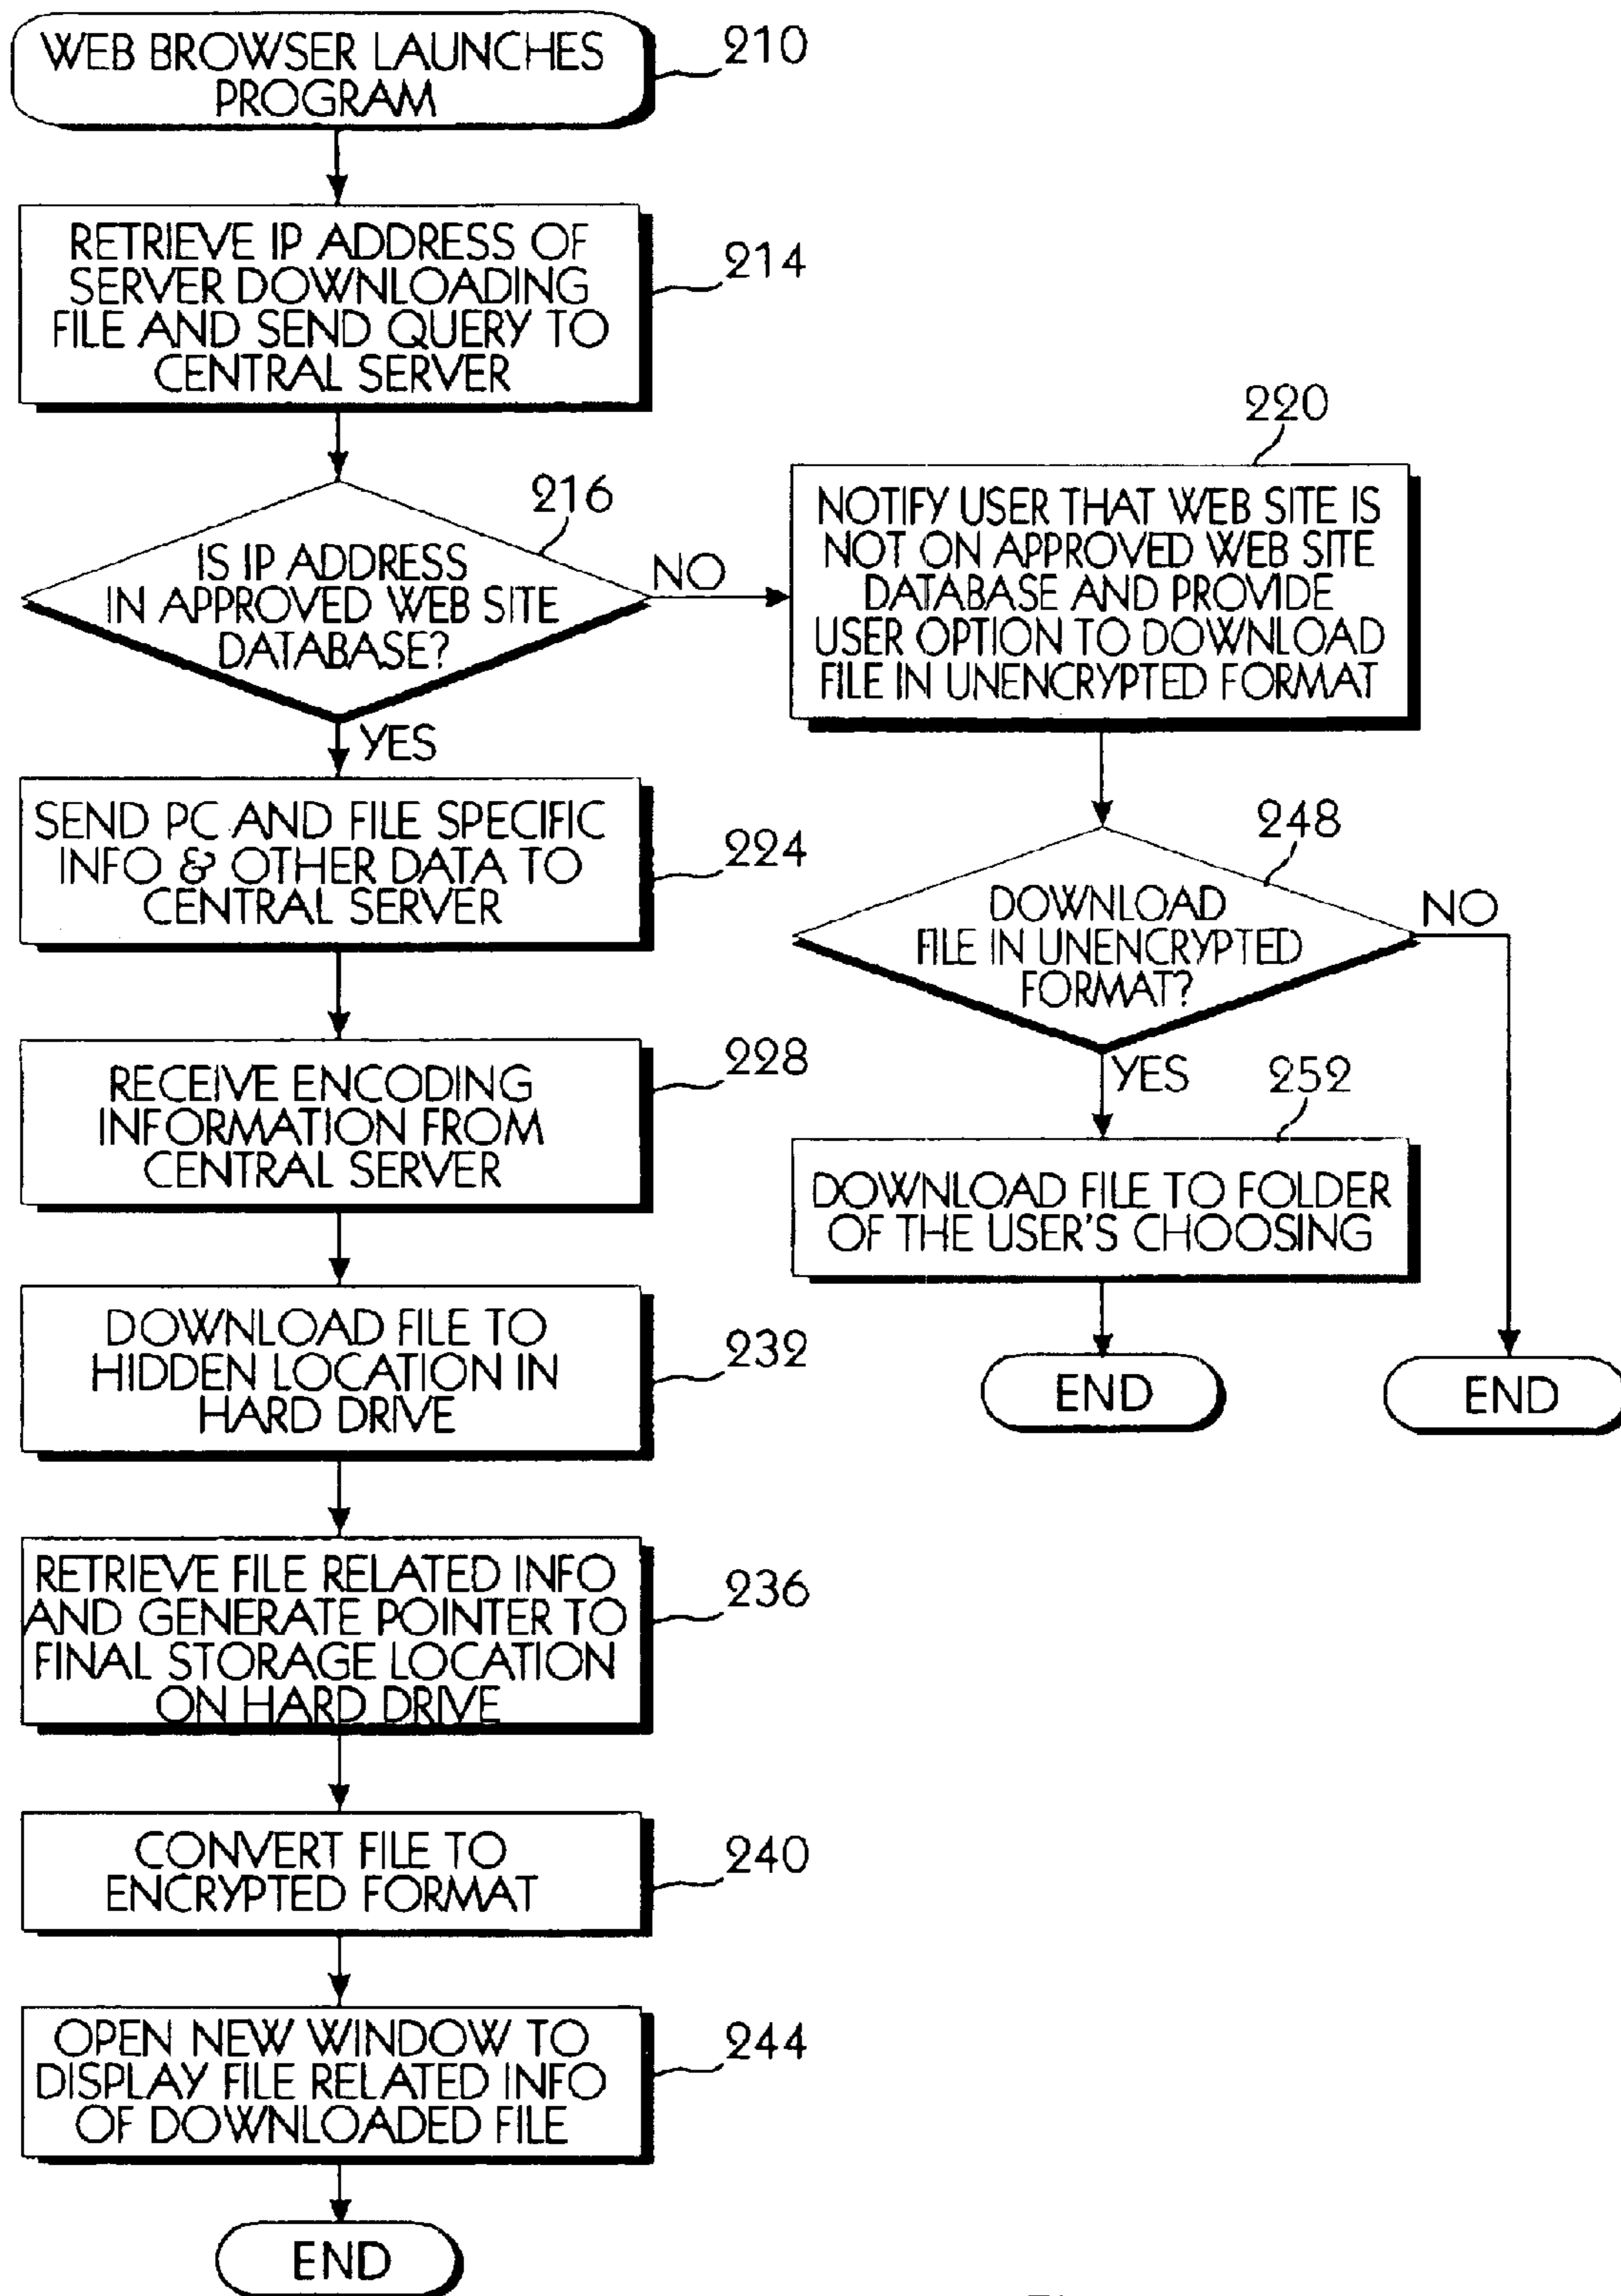 WEB BROWSER LAUNCHES
PROGRAM
210
RETRIEVE IP ADDRESS OF
SERVER DOWNLOADING
FILE AND SEND QUERY TO
CENTRAL SERVER
214
216
IS IP ADDRESS
IN APPROVED WEB SITE
DATABASE?
NO
YES
220
NOTIFY USER THAT WEB SITE IS
NOT ON APPROVED WEB SITE
DATABASE AND PROVIDE
USER OPTION TO DOWNLOAD
FILE IN UNENCRYPTED FORMAT
SEND PC AND FILE SPECIFIC
INFO & OTHER DATA TO
CENTRAL SERVER
224
248
DOWNLOAD
FILE IN UNENCRYPTED
FORMAT?
NO
YES
RECEIVE ENCODING
INFORMATION FROM
CENTRAL SERVER
228
252
DOWNLOAD FILE TO FOLDER
OF THE USER'S CHOOSING
END
END
DOWNLOAD FILE TO
HIDDEN LOCATION IN
HARD DRIVE
232
RETRIEVE FILE RELATED INFO
AND GENERATE POINTER TO
FINAL STORAGE LOCATION
ON HARD DRIVE
236
CONVERT FILE TO
ENCRYPTED FORMAT
240
OPEN NEW WINDOW TO
DISPLAY FILE RELATED INFO
OF DOWNLOADED FILE
244
END